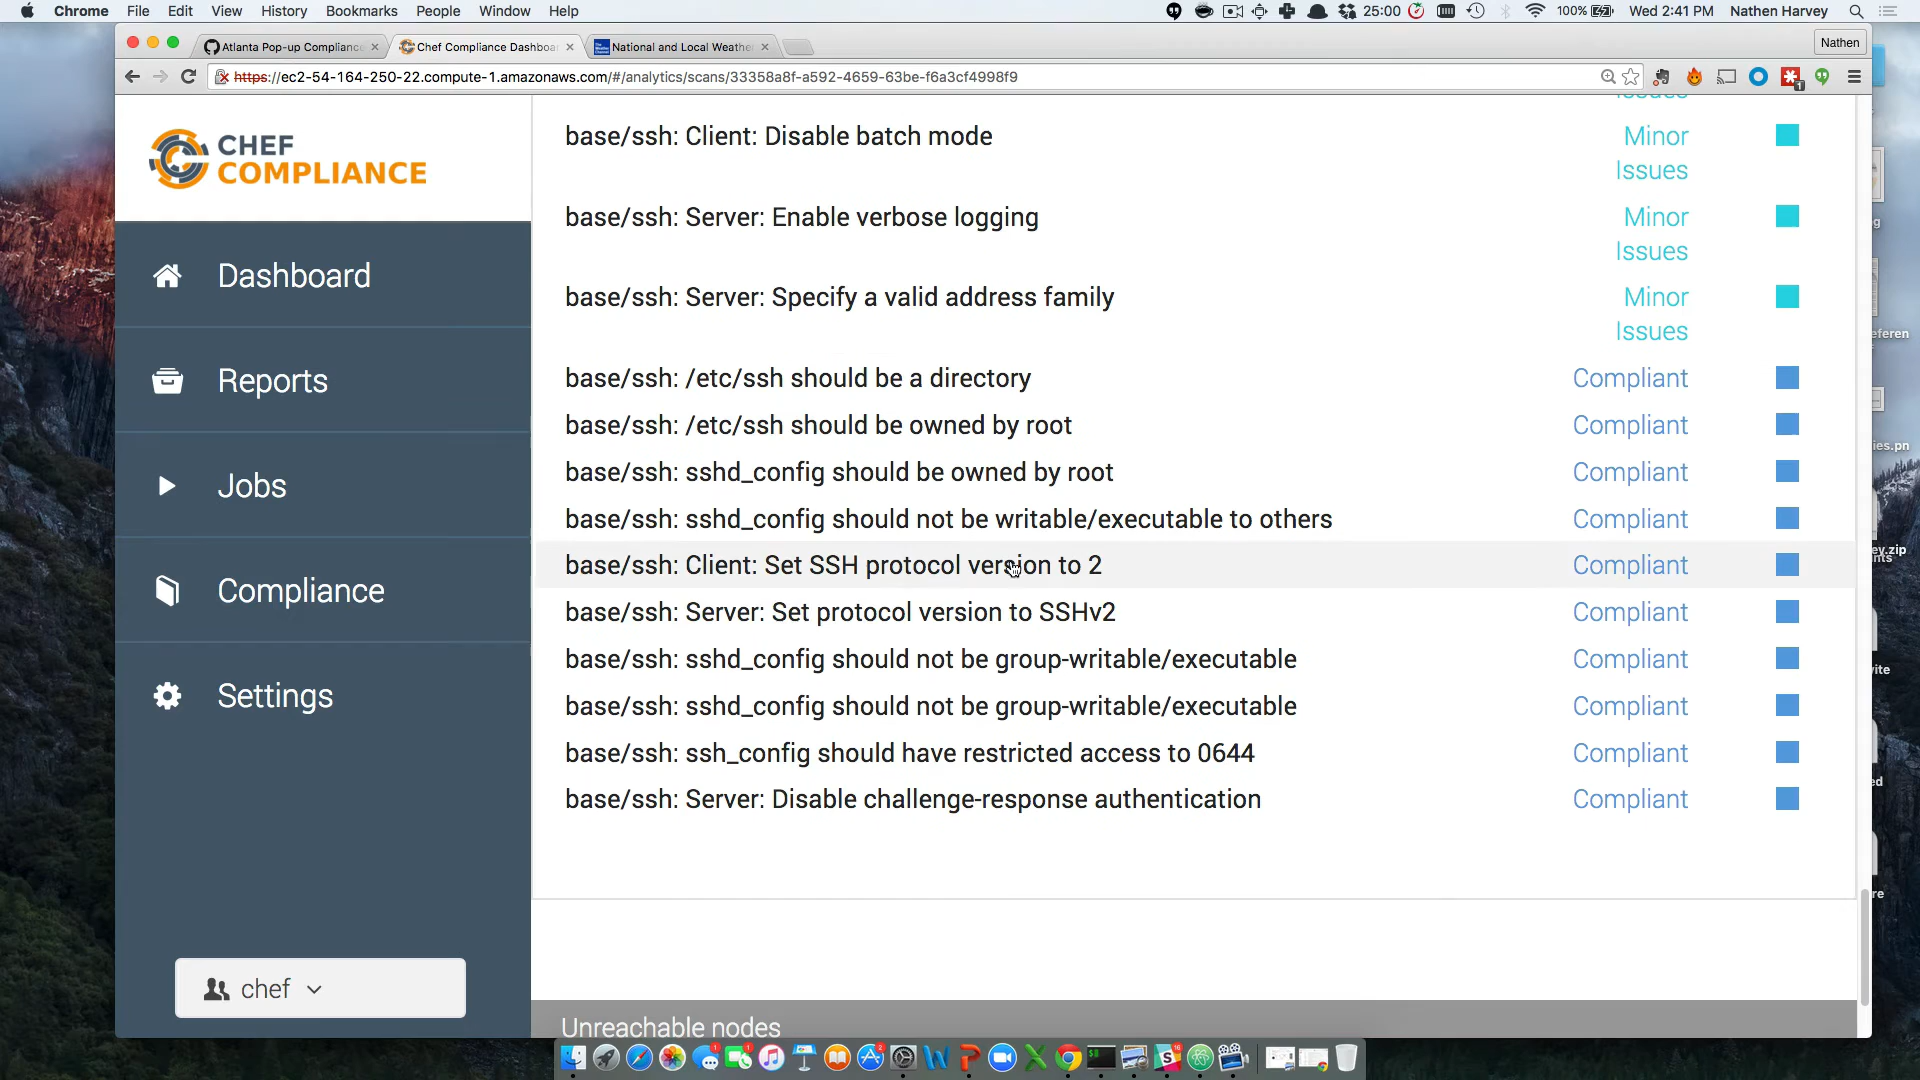 Chrome File Edit View History Bookmarks People Window Help 25:00 100% Wed 2:41 PM Nathen Harvey
Atlanta Pop-up Compliance Chef Compliance Dashboa National and Local Weathe Nathen
https://ec2-54-164-250-22.compute-1.amazonaws.com/#/analytics/scans/33358a8f-a592-4659-63be-f6a3cf4998f9
CHEF
COMPLIANCE
Dashboard
Reports
Jobs
Compliance
Settings
chef
Issues
base/ssh: Client: Disable batch mode Minor
Issues
base/ssh: Server: Enable verbose logging Minor
Issues
base/ssh: Server: Specify a valid address family Minor
Issues
base/ssh: /etc/ssh should be a directory Compliant
base/ssh: /etc/ssh should be owned by root Compliant
base/ssh: sshd_config should be owned by root Compliant
base/ssh: sshd_config should not be writable/executable to others Compliant
base/ssh: Client: Set SSH protocol version to 2 Compliant
base/ssh: Server: Set protocol version to SSHv2 Compliant
base/ssh: sshd_config should not be group-writable/executable Compliant
base/ssh: sshd_config should not be group-writable/executable Compliant
base/ssh: ssh_config should have restricted access to 0644 Compliant
base/ssh: Server: Disable challenge-response authentication Compliant
Unreachable nodes